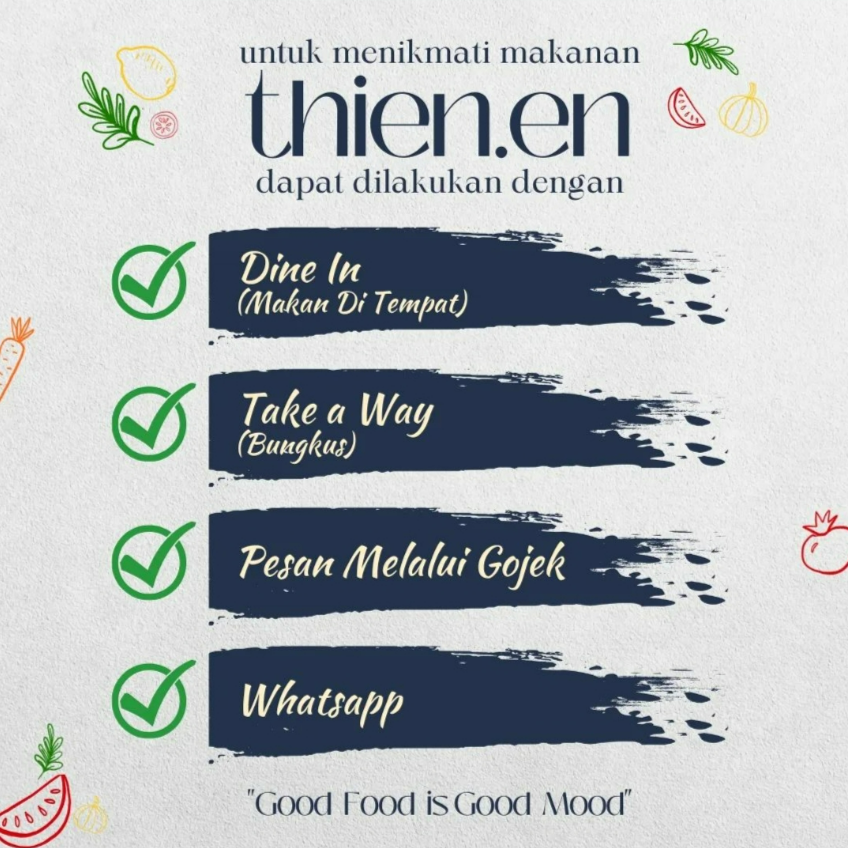 untuk menikmati makanan
thien.en
dapat dilakukan dengan
Dine In
(Makan Di Tempat)
Take a Way
(Bungkus)
Pesan Melalui Gojek
Whatsapp
"Good Food is Good Mood"